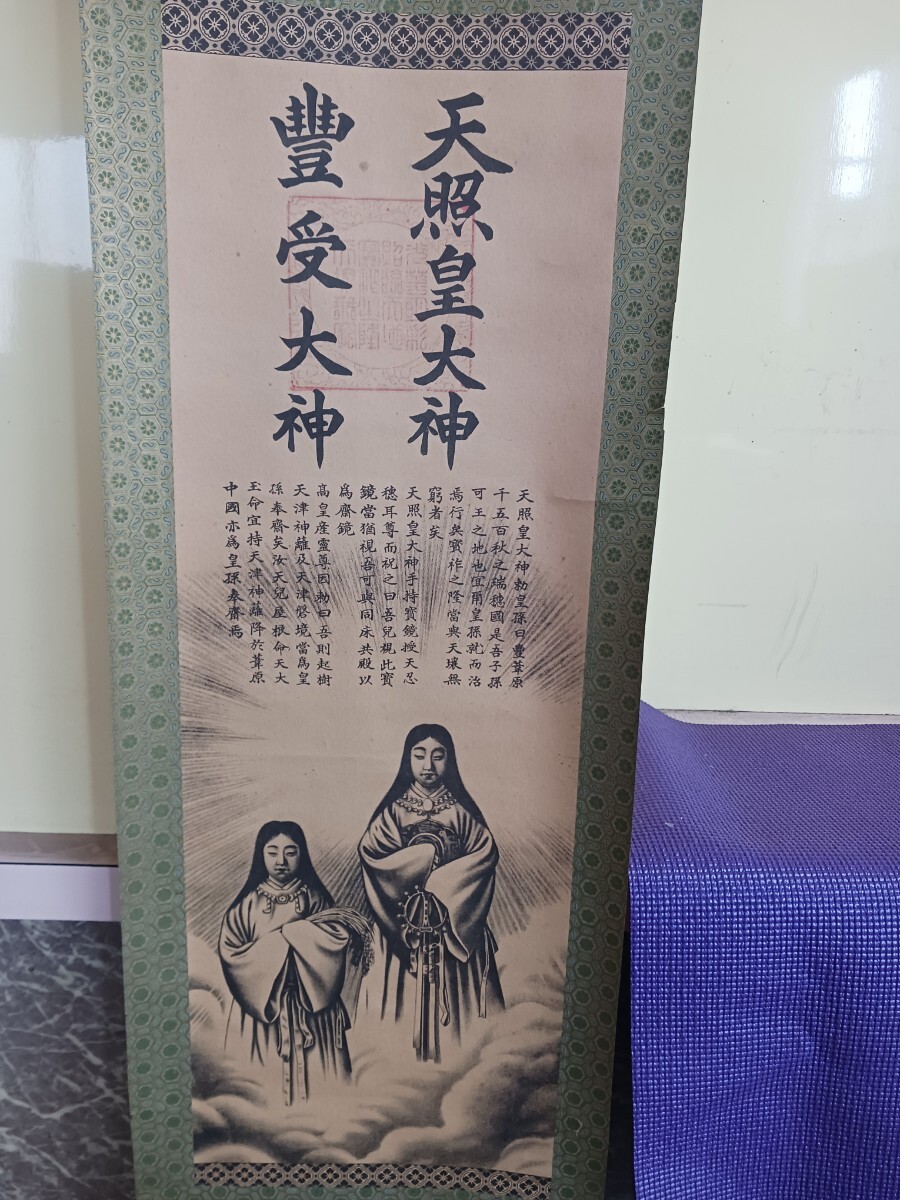 天照皇大神
豐受大神
天照皇大神勅皇孫曰豐葦原
千五百秋之瑞穗國是吾子孫
可王之地也宜爾皇孫就而治
焉行矣寳祚之隆當與天壤無
窮者矣
天照皇大神手持寳鏡授天忍
穗耳尊而祝之曰吾兒視此寳
鏡當猶視吾可與同床共殿以
爲齋鏡
高皇産靈尊因勅曰吾則起樹
天津神籬及天津磐境當爲皇
孫奉齋矣汝天兒屋根命天太
玉命宜持天津神籬降於葦原
中國亦爲皇孫奉齋焉